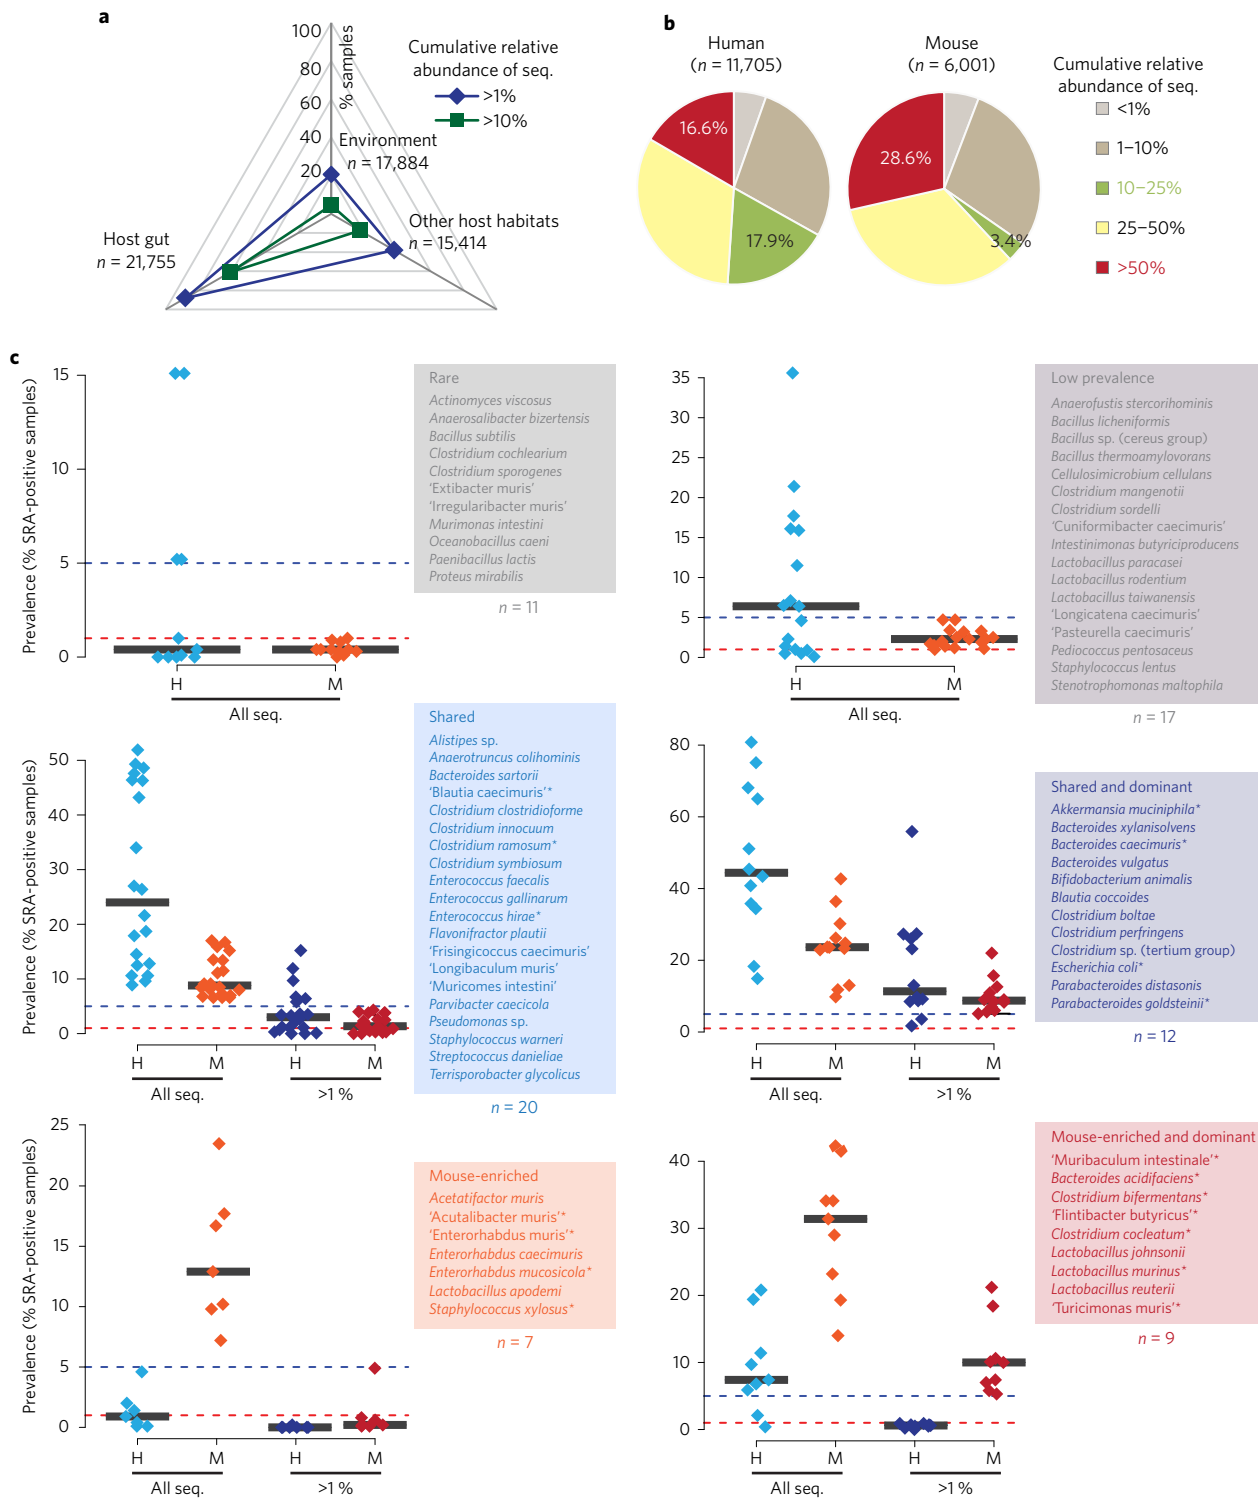 a
100
80
60
40
20
% samples
Cumulative relative
abundance of seq.
>1%
>10%
Environment
n = 17,884
Other host habitats
n = 15,414
Host gut
n = 21,755
b
Human
(n = 11,705)
Mouse
(n = 6,001)
16.6%
17.9%
28.6%
3.4%
Cumulative relative
abundance of seq.
<1%
1–10%
10–25%
25–50%
>50%
c
Prevalence (% SRA-positive samples)
15
10
5
0
H
M
All seq.
Rare
Actinomyces viscosus
Anaerosalibacter bizertensis
Bacillus subtilis
Clostridium cochlearium
Clostridium sporogenes
‘Extibacter muris’
‘Irregularibacter muris’
Murimonas intestini
Oceanobacillus caeni
Paenibacillus lactis
Proteus mirabilis
n = 11
35
30
25
20
15
10
5
0
H
M
All seq.
Low prevalence
Anaerofustis stercorihominis
Bacillus licheniformis
Bacillus sp. (cereus group)
Bacillus thermoamylovorans
Cellulosimicrobium cellulans
Clostridium mangenotii
Clostridium sordelli
‘Cuniformibacter caecimuris’
Intestinimonas butyriciproducens
Lactobacillus paracasei
Lactobacillus rodentium
Lactobacillus taiwanensis
‘Longicatena caecimuris’
‘Pasteurella caecimuris’
Pediococcus pentosaceus
Staphylococcus lentus
Stenotrophomonas maltophila
n = 17
Prevalence (% SRA-positive samples)
50
40
30
20
10
0
H
M
H
M
All seq.
>1 %
Shared
Alistipes sp.
Anaerotruncus colihominis
Bacteroides sartorii
‘Blautia caecimuris’*
Clostridium clostridioforme
Clostridium innocuum
Clostridium ramosum*
Clostridium symbiosum
Enterococcus faecalis
Enterococcus gallinarum
Enterococcus hirae*
Flavonifractor plautii
‘Frisingicoccus caecimuris’
‘Longibaculum muris’
‘Muricomes intestini’
Parvibacter caecicola
Pseudomonas sp.
Staphylococcus warneri
Streptococcus danieliae
Terrisporobacter glycolicus
n = 20
80
60
40
20
0
H
M
H
M
All seq.
>1 %
Shared and dominant
Akkermansia muciniphila*
Bacteroides xylanisolvens
Bacteroides caecimuris*
Bacteroides vulgatus
Bifidobacterium animalis
Blautia coccoides
Clostridium boltae
Clostridium perfringens
Clostridium sp. (tertium group)
Escherichia coli*
Parabacteroides distasonis
Parabacteroides goldsteinii*
n = 12
Prevalence (% SRA-positive samples)
25
20
15
10
5
0
H
M
H
M
All seq.
>1 %
Mouse-enriched
Acetatifactor muris
‘Acutalibacter muris’*
‘Enterorhabdus muris’*
Enterorhabdus caecimuris
Enterorhabdus mucosicola*
Lactobacillus apodemi
Staphylococcus xylosus*
n = 7
40
30
20
10
0
H
M
H
M
All seq.
>1 %
Mouse-enriched and dominant
‘Muribaculum intestinale’*
Bacteroides acidifaciens*
Clostridium bifermentans*
‘Flintibacter butyricus’*
Clostridium cocleatum*
Lactobacillus johnsonii
Lactobacillus murinus*
Lactobacillus reuterii
‘Turicimonas muris’*
n = 9